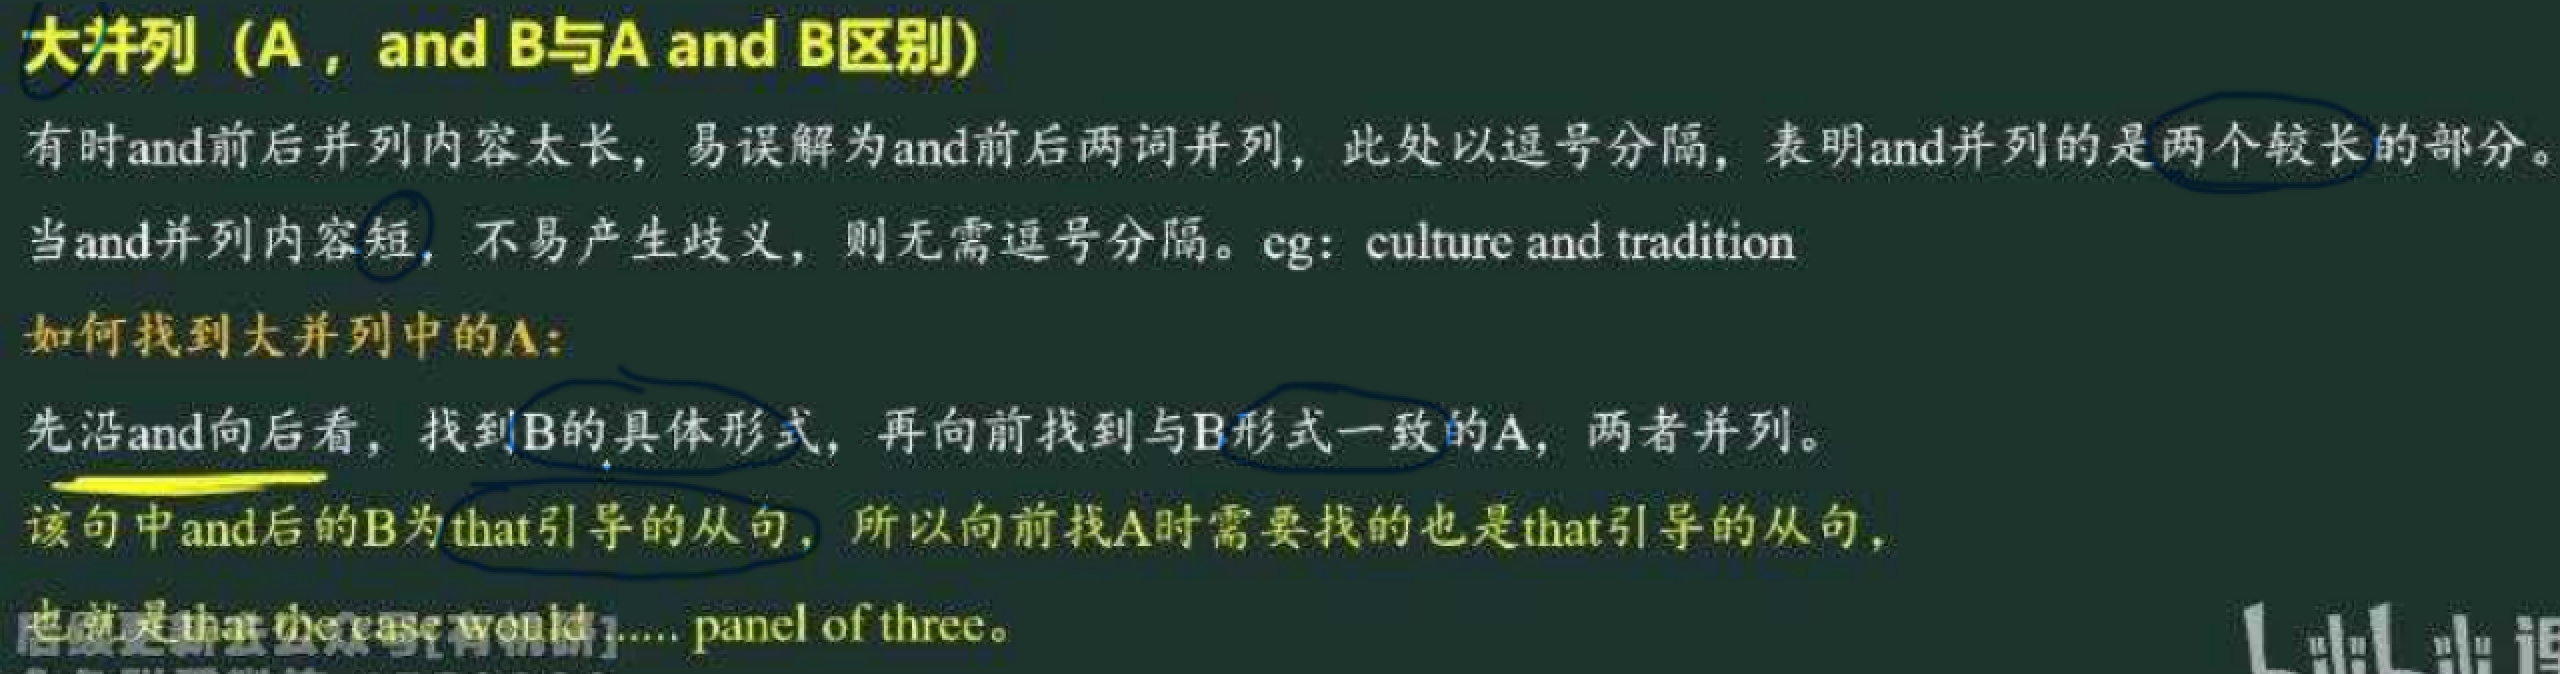 大并列（A ，and B与A and B区别）
有时and前后并列内容太长，易误解为and前后两词并列，此处以逗号分隔，表明and并列的是两个较长的部分。
当and并列内容短，不易产生歧义，则无需逗号分隔。eg：culture and tradition
如何找到大并列中的A：
先沿and向后看，找到B的具体形式，再向前找到与B形式一致的A，两者并列。
该句中and后的B为that引导的从句，所以向前找A时需要找的也是that引导的从句，
也就是that the case would ...... panel of three。
bilibili